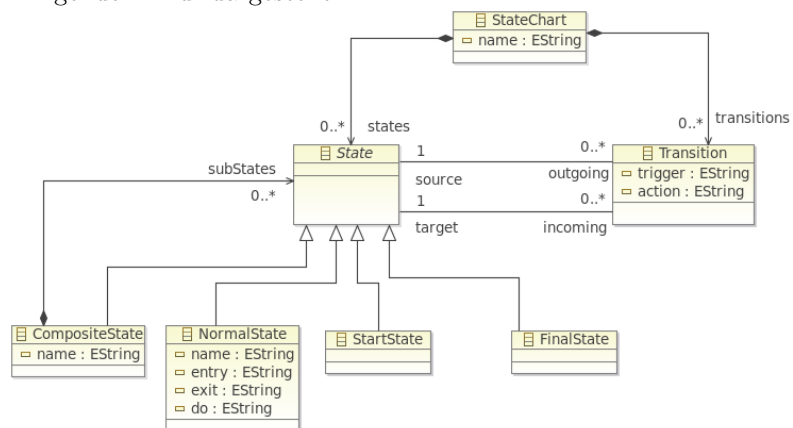 StateChart
name : EString
0..*
states
0..*
transitions
State
1
0..*
source
outgoing
1
0..*
target
incoming
Transition
trigger : EString
action : EString
subStates
0..*
CompositeState
name : EString
NormalState
name : EString
entry : EString
exit : EString
do : EString
StartState
FinalState